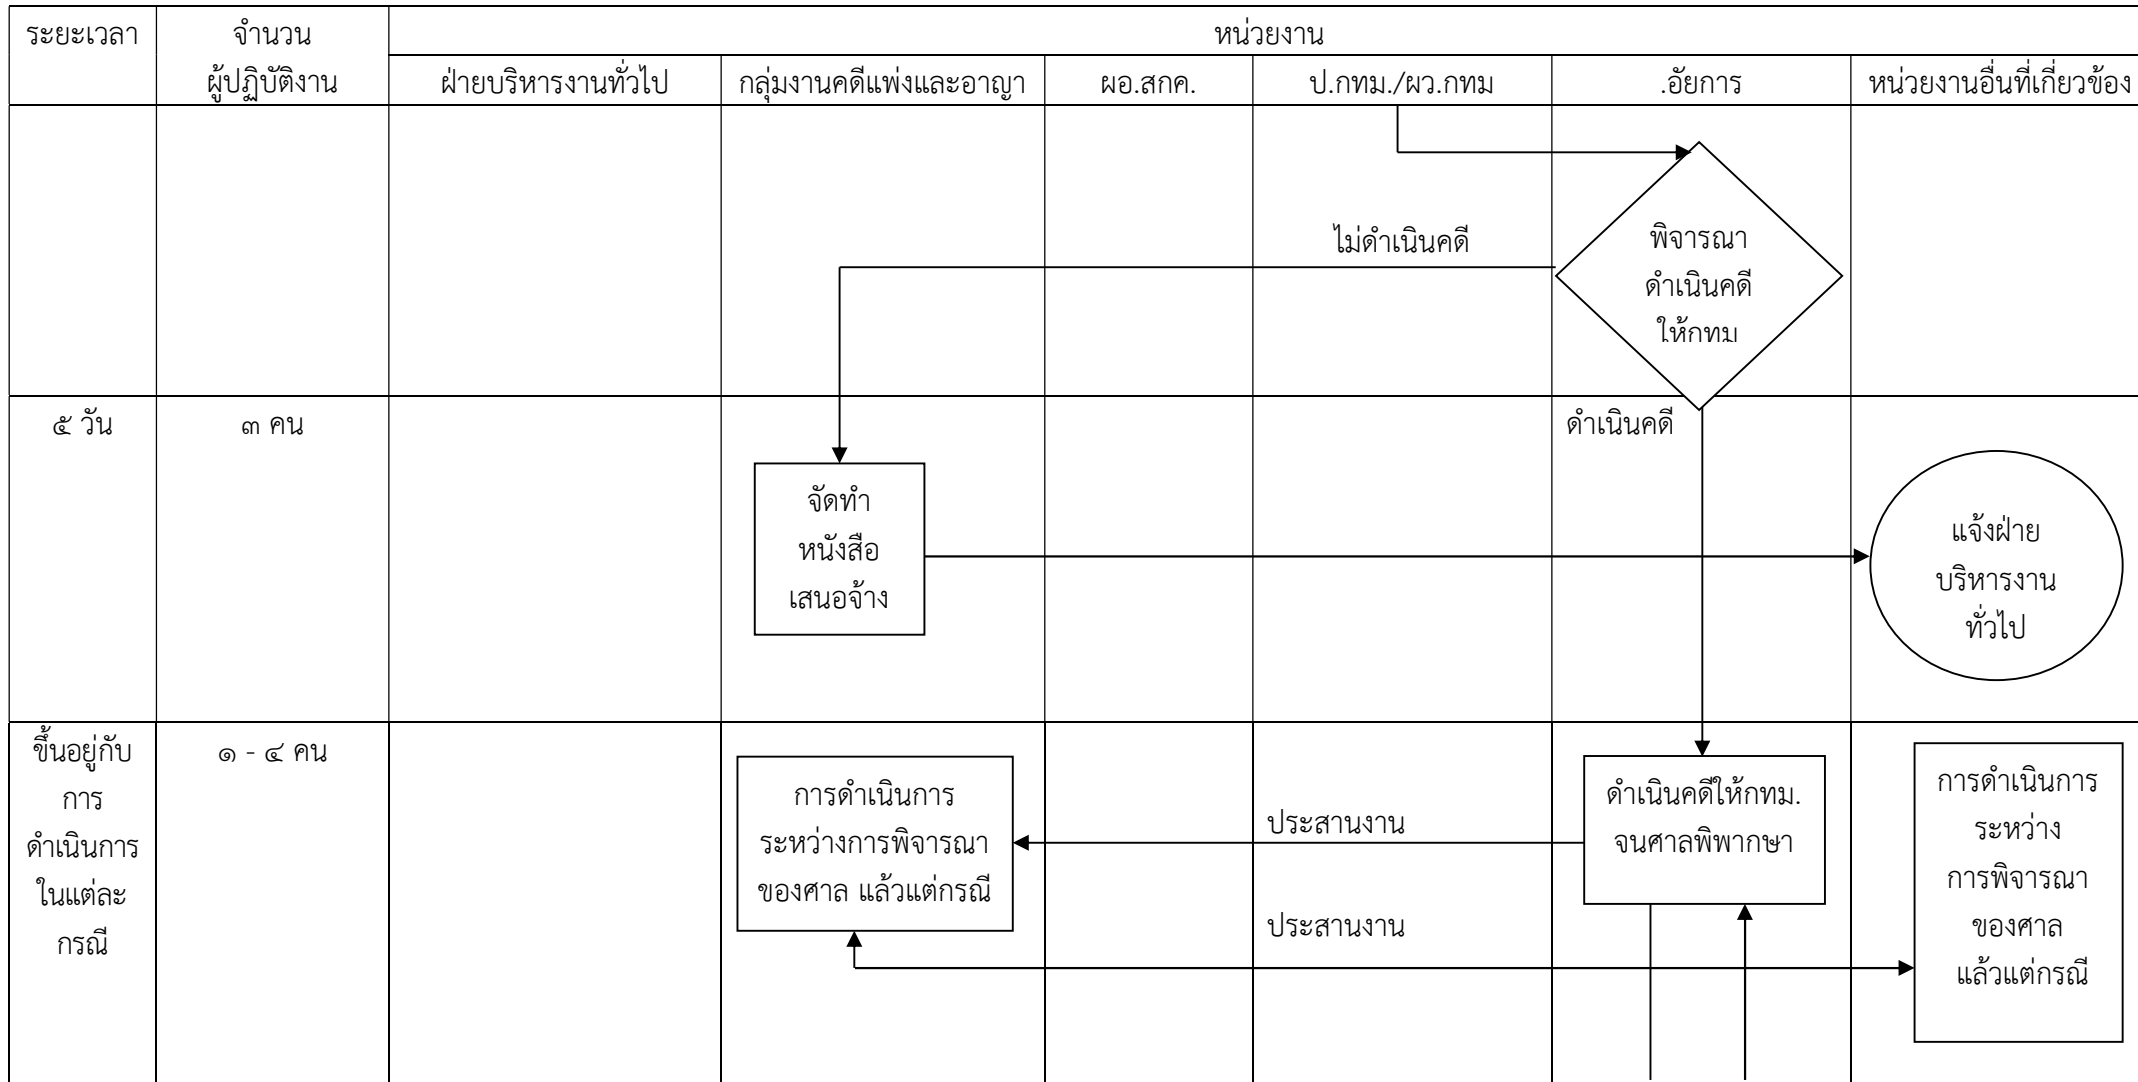 ระยะเวลา
จำนวน
ผู้ปฏิบัติงาน
หน่วยงาน
ฝ่ายบริหารงานทั่วไป
กลุ่มงานคดีแพ่งและอาญา
ผอ.สกค.
ป.กทม./ผว.กทม
.อัยการ
หน่วยงานอื่นที่เกี่ยวข้อง
พิจารณา
ดำเนินคดี
ให้กทม
ไม่ดำเนินคดี
๕ วัน
๓ คน
ดำเนินคดี
จัดทำ
หนังสือ
เสนอจ้าง
แจ้งฝ่าย
บริหารงาน
ทั่วไป
ขึ้นอยู่กับ
การ
ดำเนินการ
ในแต่ละ
กรณี
๑ - ๔ คน
การดำเนินการ
ระหว่างการพิจารณา
ของศาล แล้วแต่กรณี
ประสานงาน
ประสานงาน
ดำเนินคดีให้กทม.
จนศาลพิพากษา
การดำเนินการ
ระหว่าง
การพิจารณา
ของศาล
แล้วแต่กรณี